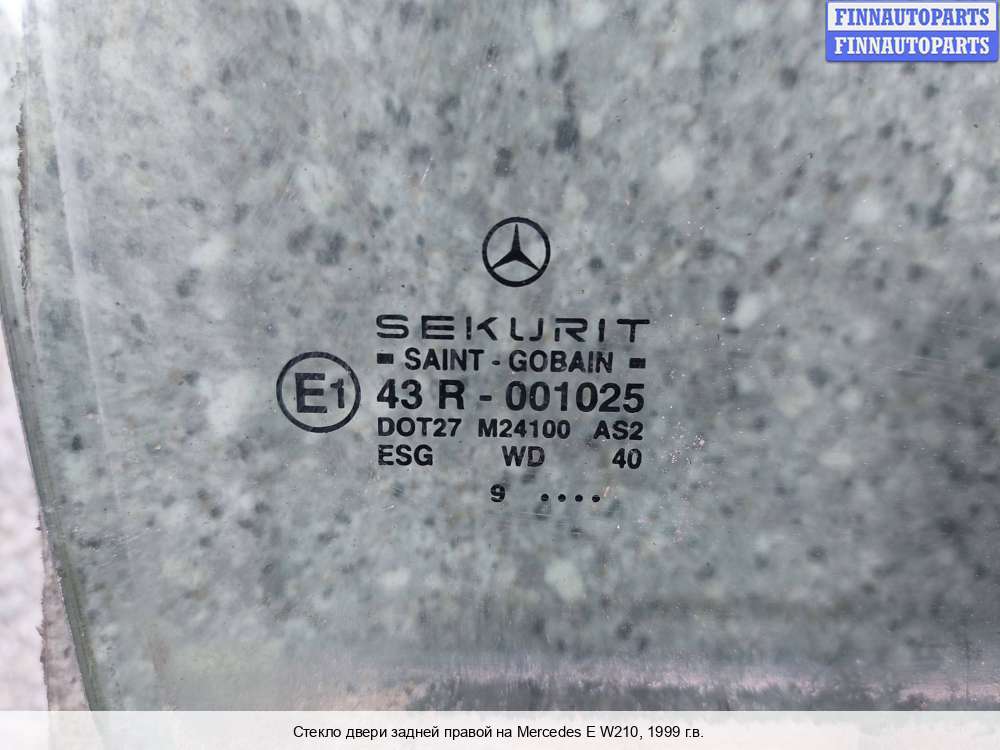 FINNAUTOPARTS
FINNAUTOPARTS
SEKURIT
SAINT - GOBAIN
E1
43 R - 001025
DOT27 M24100 AS2
ESG WD 40
9 ....
Стекло двери задней правой на Mercedes E W210, 1999 г.в.